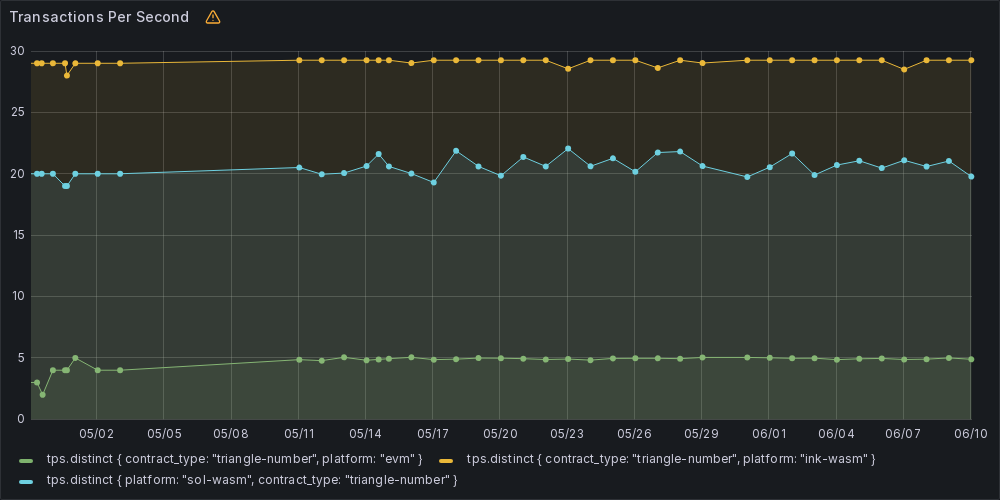 Transactions Per Second
30
25
20
15
10
5
0
05/02 05/05 05/08 05/11 05/14 05/17 05/20 05/23 05/26 05/29 06/01 06/04 06/07 06/10
tps.distinct { contract_type: "triangle-number", platform: "evm" } tps.distinct { contract_type: "triangle-number", platform: "ink-wasm" }
tps.distinct { platform: "sol-wasm", contract_type: "triangle-number" }